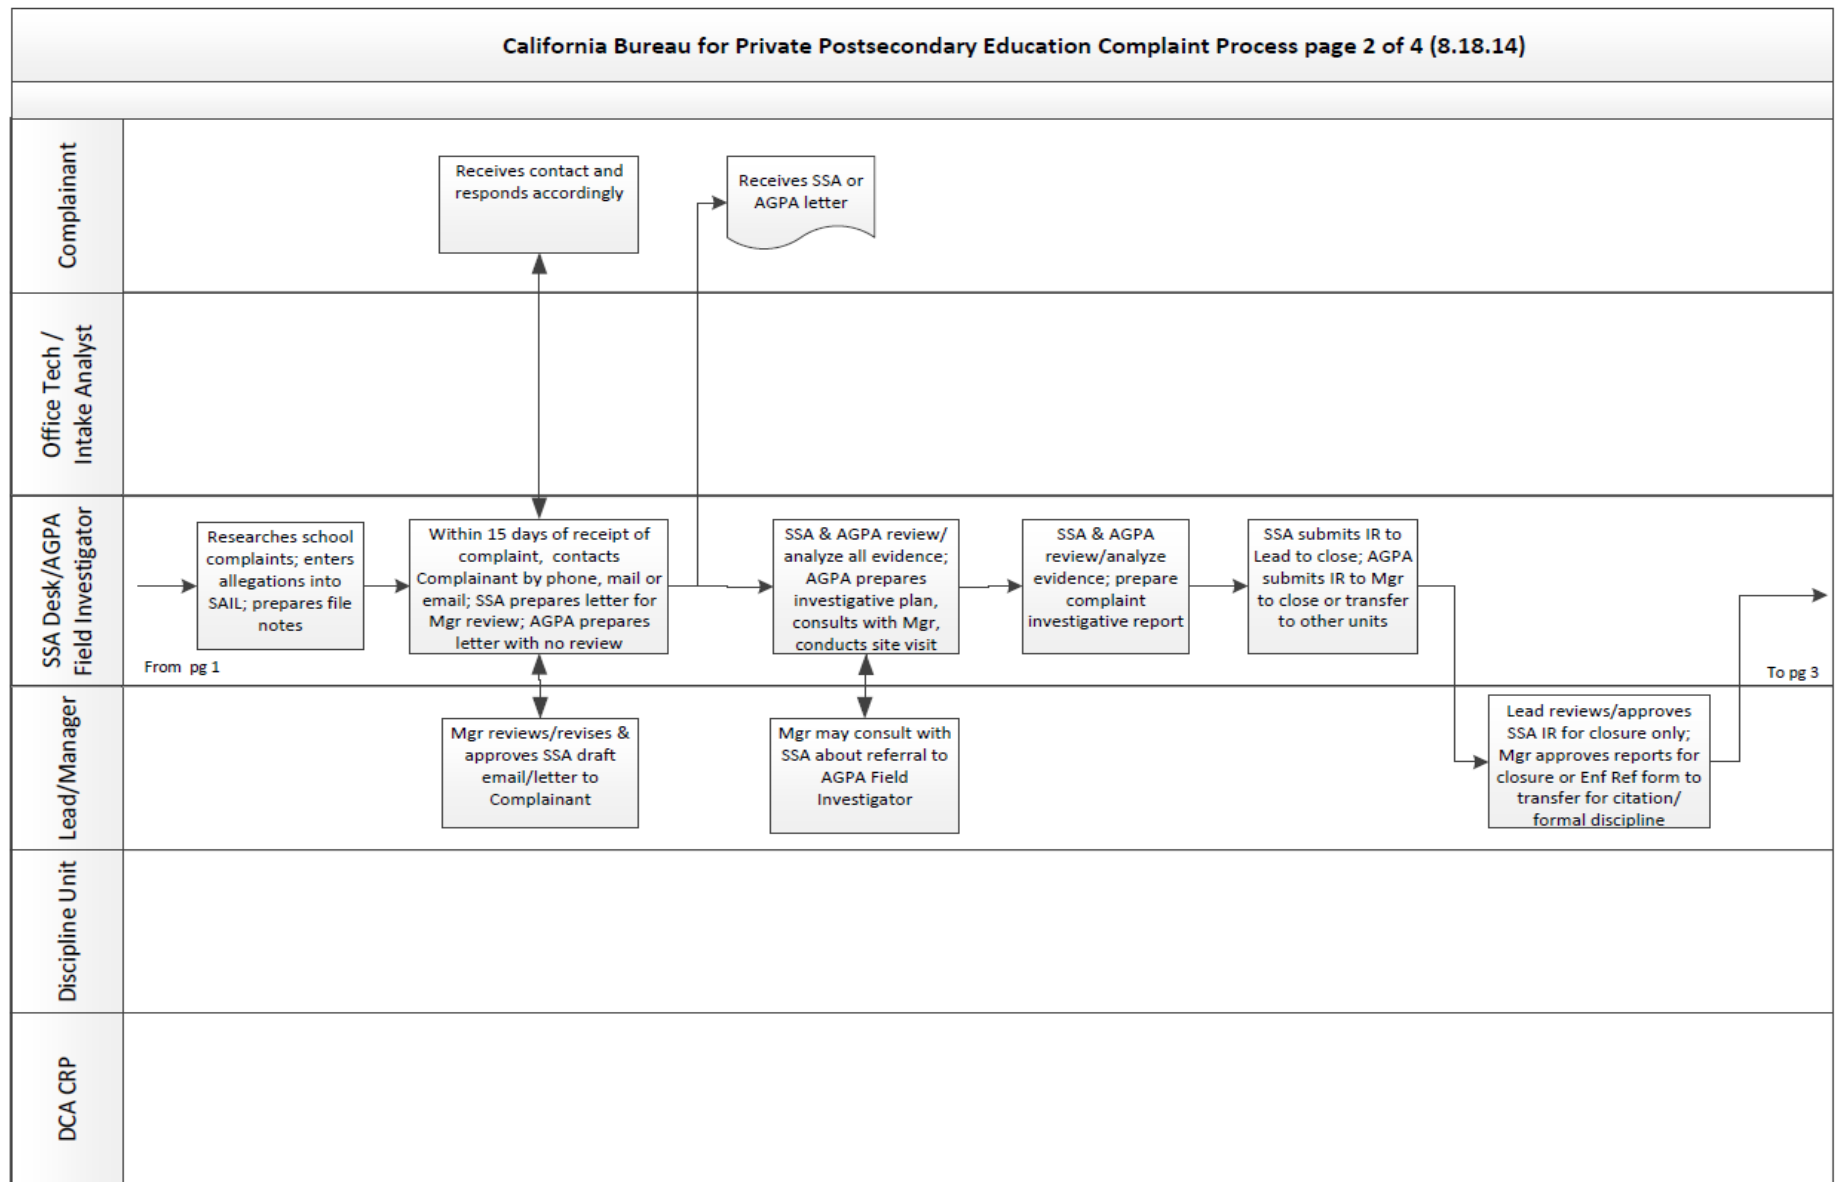 California Bureau for Private Postsecondary Education Complaint Process page 2 of 4 (8.18.14)
Complainant
Receives contact and
responds accordingly
Receives SSA or
AGPA letter
Office Tech /
Intake Analyst
SSA Desk/AGPA
Field Investigator
Researches school
complaints; enters
allegations into
SAIL; prepares file
notes
From pg 1
Within 15 days of receipt of
complaint, contacts
Complainant by phone, mail or
email; SSA prepares letter for
Mgr review; AGPA prepares
letter with no review
SSA & AGPA review/
analyze all evidence;
AGPA prepares
investigative plan,
consults with Mgr,
conducts site visit
SSA & AGPA
review/analyze
evidence; prepare
complaint
investigative report
SSA submits IR to
Lead to close; AGPA
submits IR to Mgr
to close or transfer
to other units
To pg 3
Lead/Manager
Mgr reviews/revises &
approves SSA draft
email/letter to
Complainant
Mgr may consult with
SSA about referral to
AGPA Field
Investigator
Lead reviews/approves
SSA IR for closure only;
Mgr approves reports for
closure or Enf Ref form to
transfer for citation/
formal discipline
Discipline Unit
DCA CRP